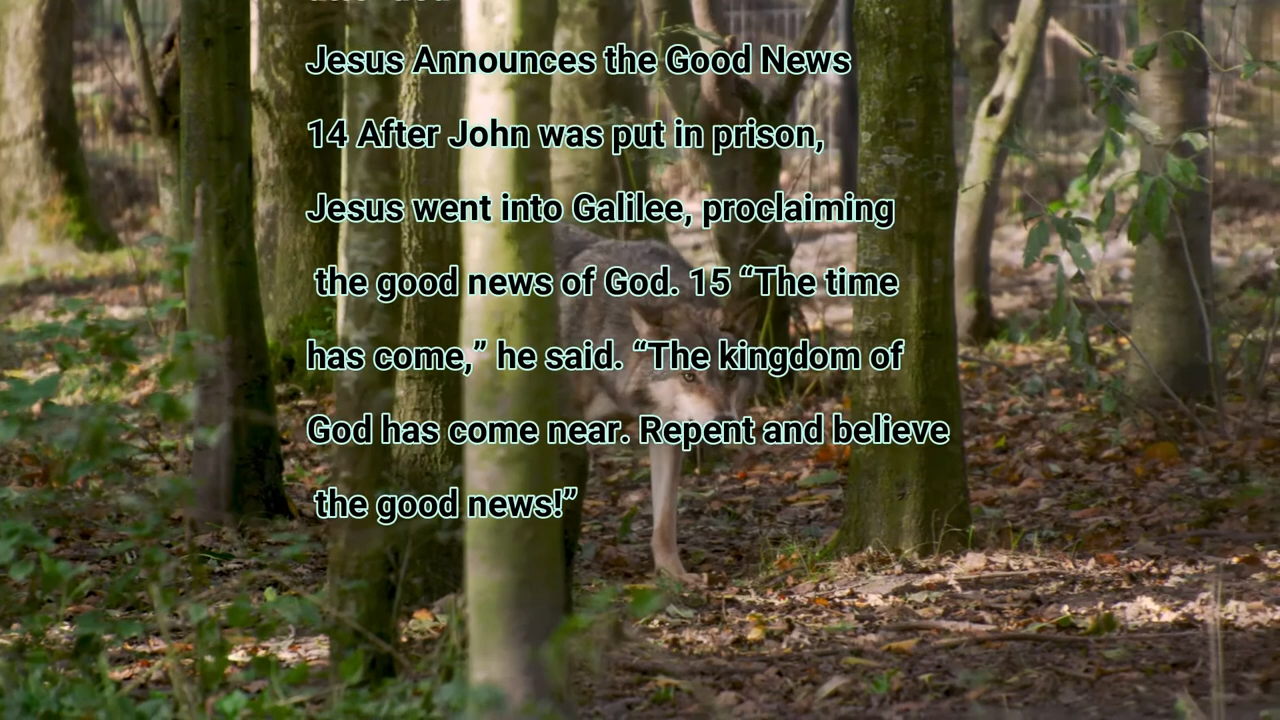 Jesus Announces the Good News
14 After John was put in prison,
Jesus went into Galilee, proclaiming
the good news of God. 15 “The time
has come,” he said. “The kingdom of
God has come near. Repent and believe
the good news!”